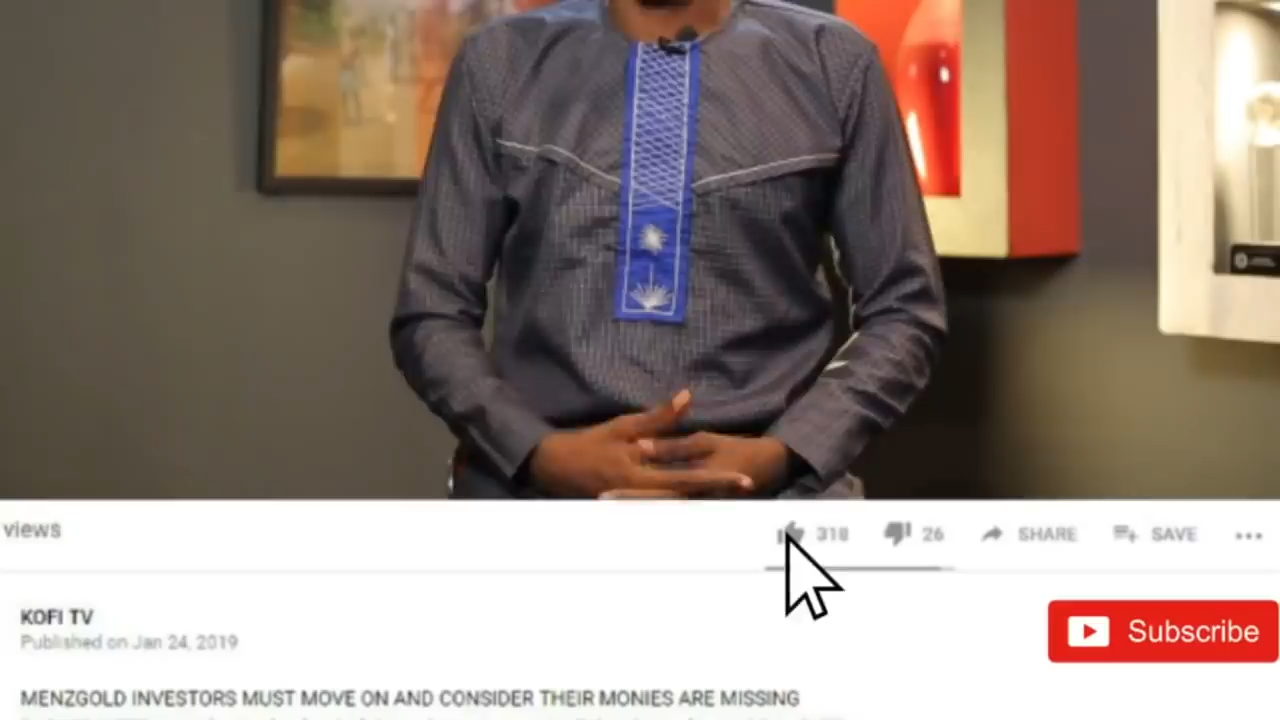 views
318
26
SHARE
SAVE
KOFI TV
Published on Jan 24, 2019
Subscribe
MENZGOLD INVESTORS MUST MOVE ON AND CONSIDER THEIR MONIES ARE MISSING